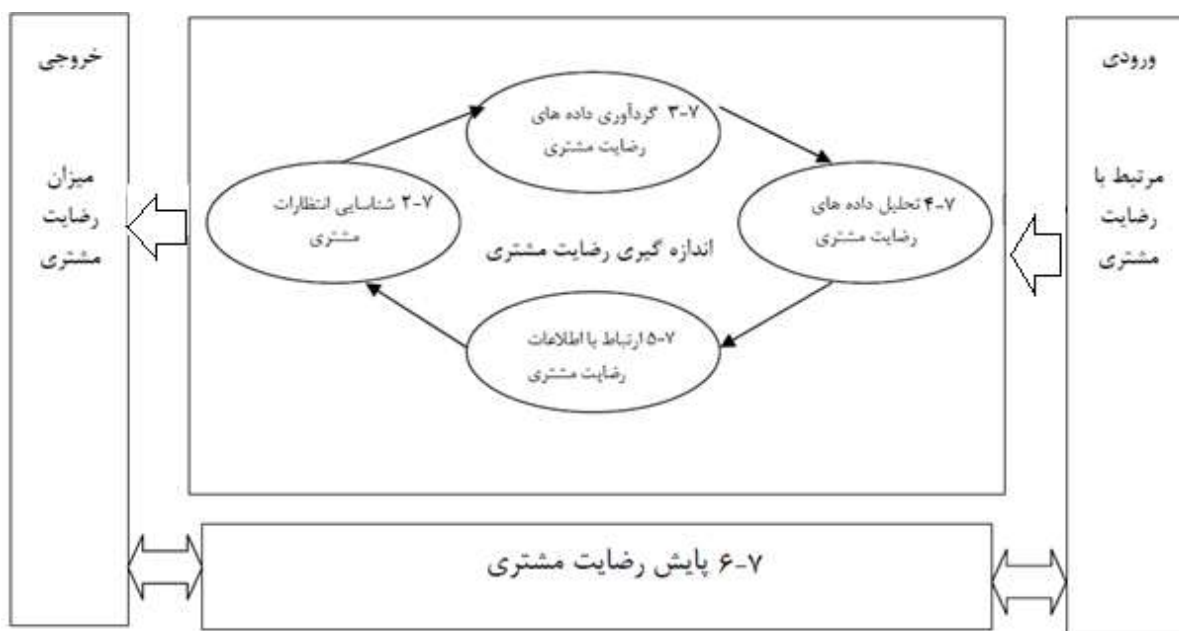 ورودی
مرتبط با
رضایت
مشتری
۷-۳ گردآوری داده های
رضایت مشتری
۷-۴ تحلیل داده های
رضایت مشتری
۷-۲ شناسایی انتظارات
مشتری
اندازه گیری رضایت مشتری
۷-۵ ارتباط با اطلاعات
رضایت مشتری
خروجی
میزان
رضایت
مشتری
۷-۶ پایش رضایت مشتری